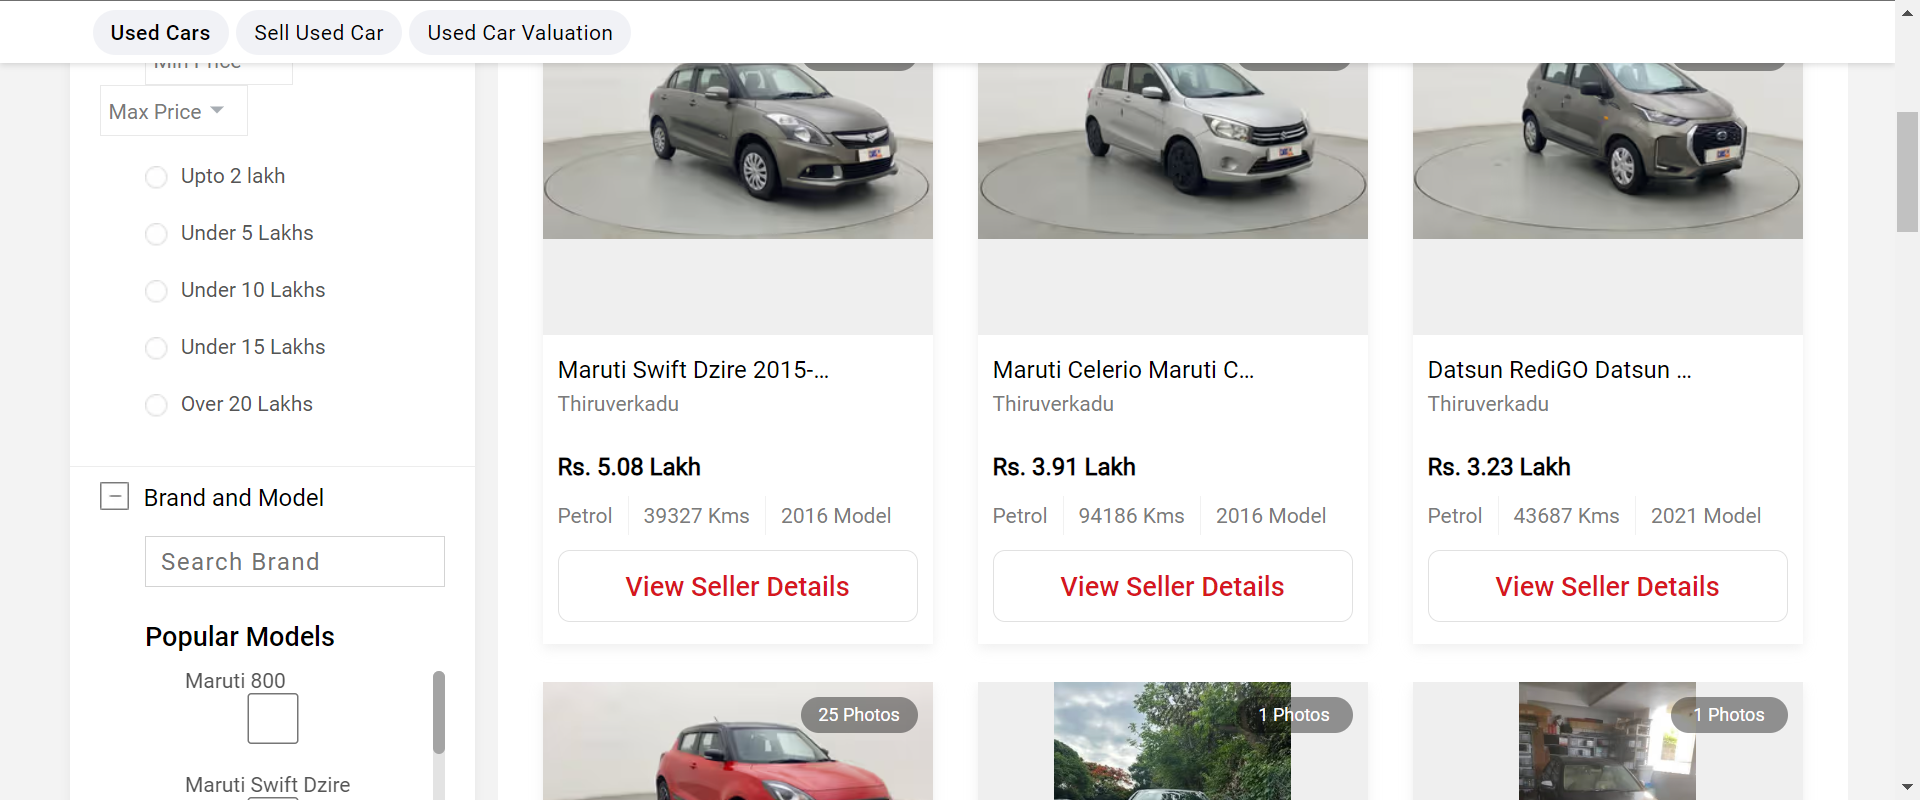 Used Cars
Sell Used Car
Used Car Valuation
Min Price
Max Price
Upto 2 lakh
Under 5 Lakhs
Under 10 Lakhs
Under 15 Lakhs
Over 20 Lakhs
Brand and Model
Search Brand
Popular Models
Maruti 800
Maruti Swift Dzire
Maruti Swift Dzire 2015-...
Thiruverkadu
Rs. 5.08 Lakh
Petrol 39327 Kms 2016 Model
View Seller Details
Maruti Celerio Maruti C...
Thiruverkadu
Rs. 3.91 Lakh
Petrol 94186 Kms 2016 Model
View Seller Details
Datsun RediGO Datsun ...
Thiruverkadu
Rs. 3.23 Lakh
Petrol 43687 Kms 2021 Model
View Seller Details
25 Photos
1 Photos
1 Photos